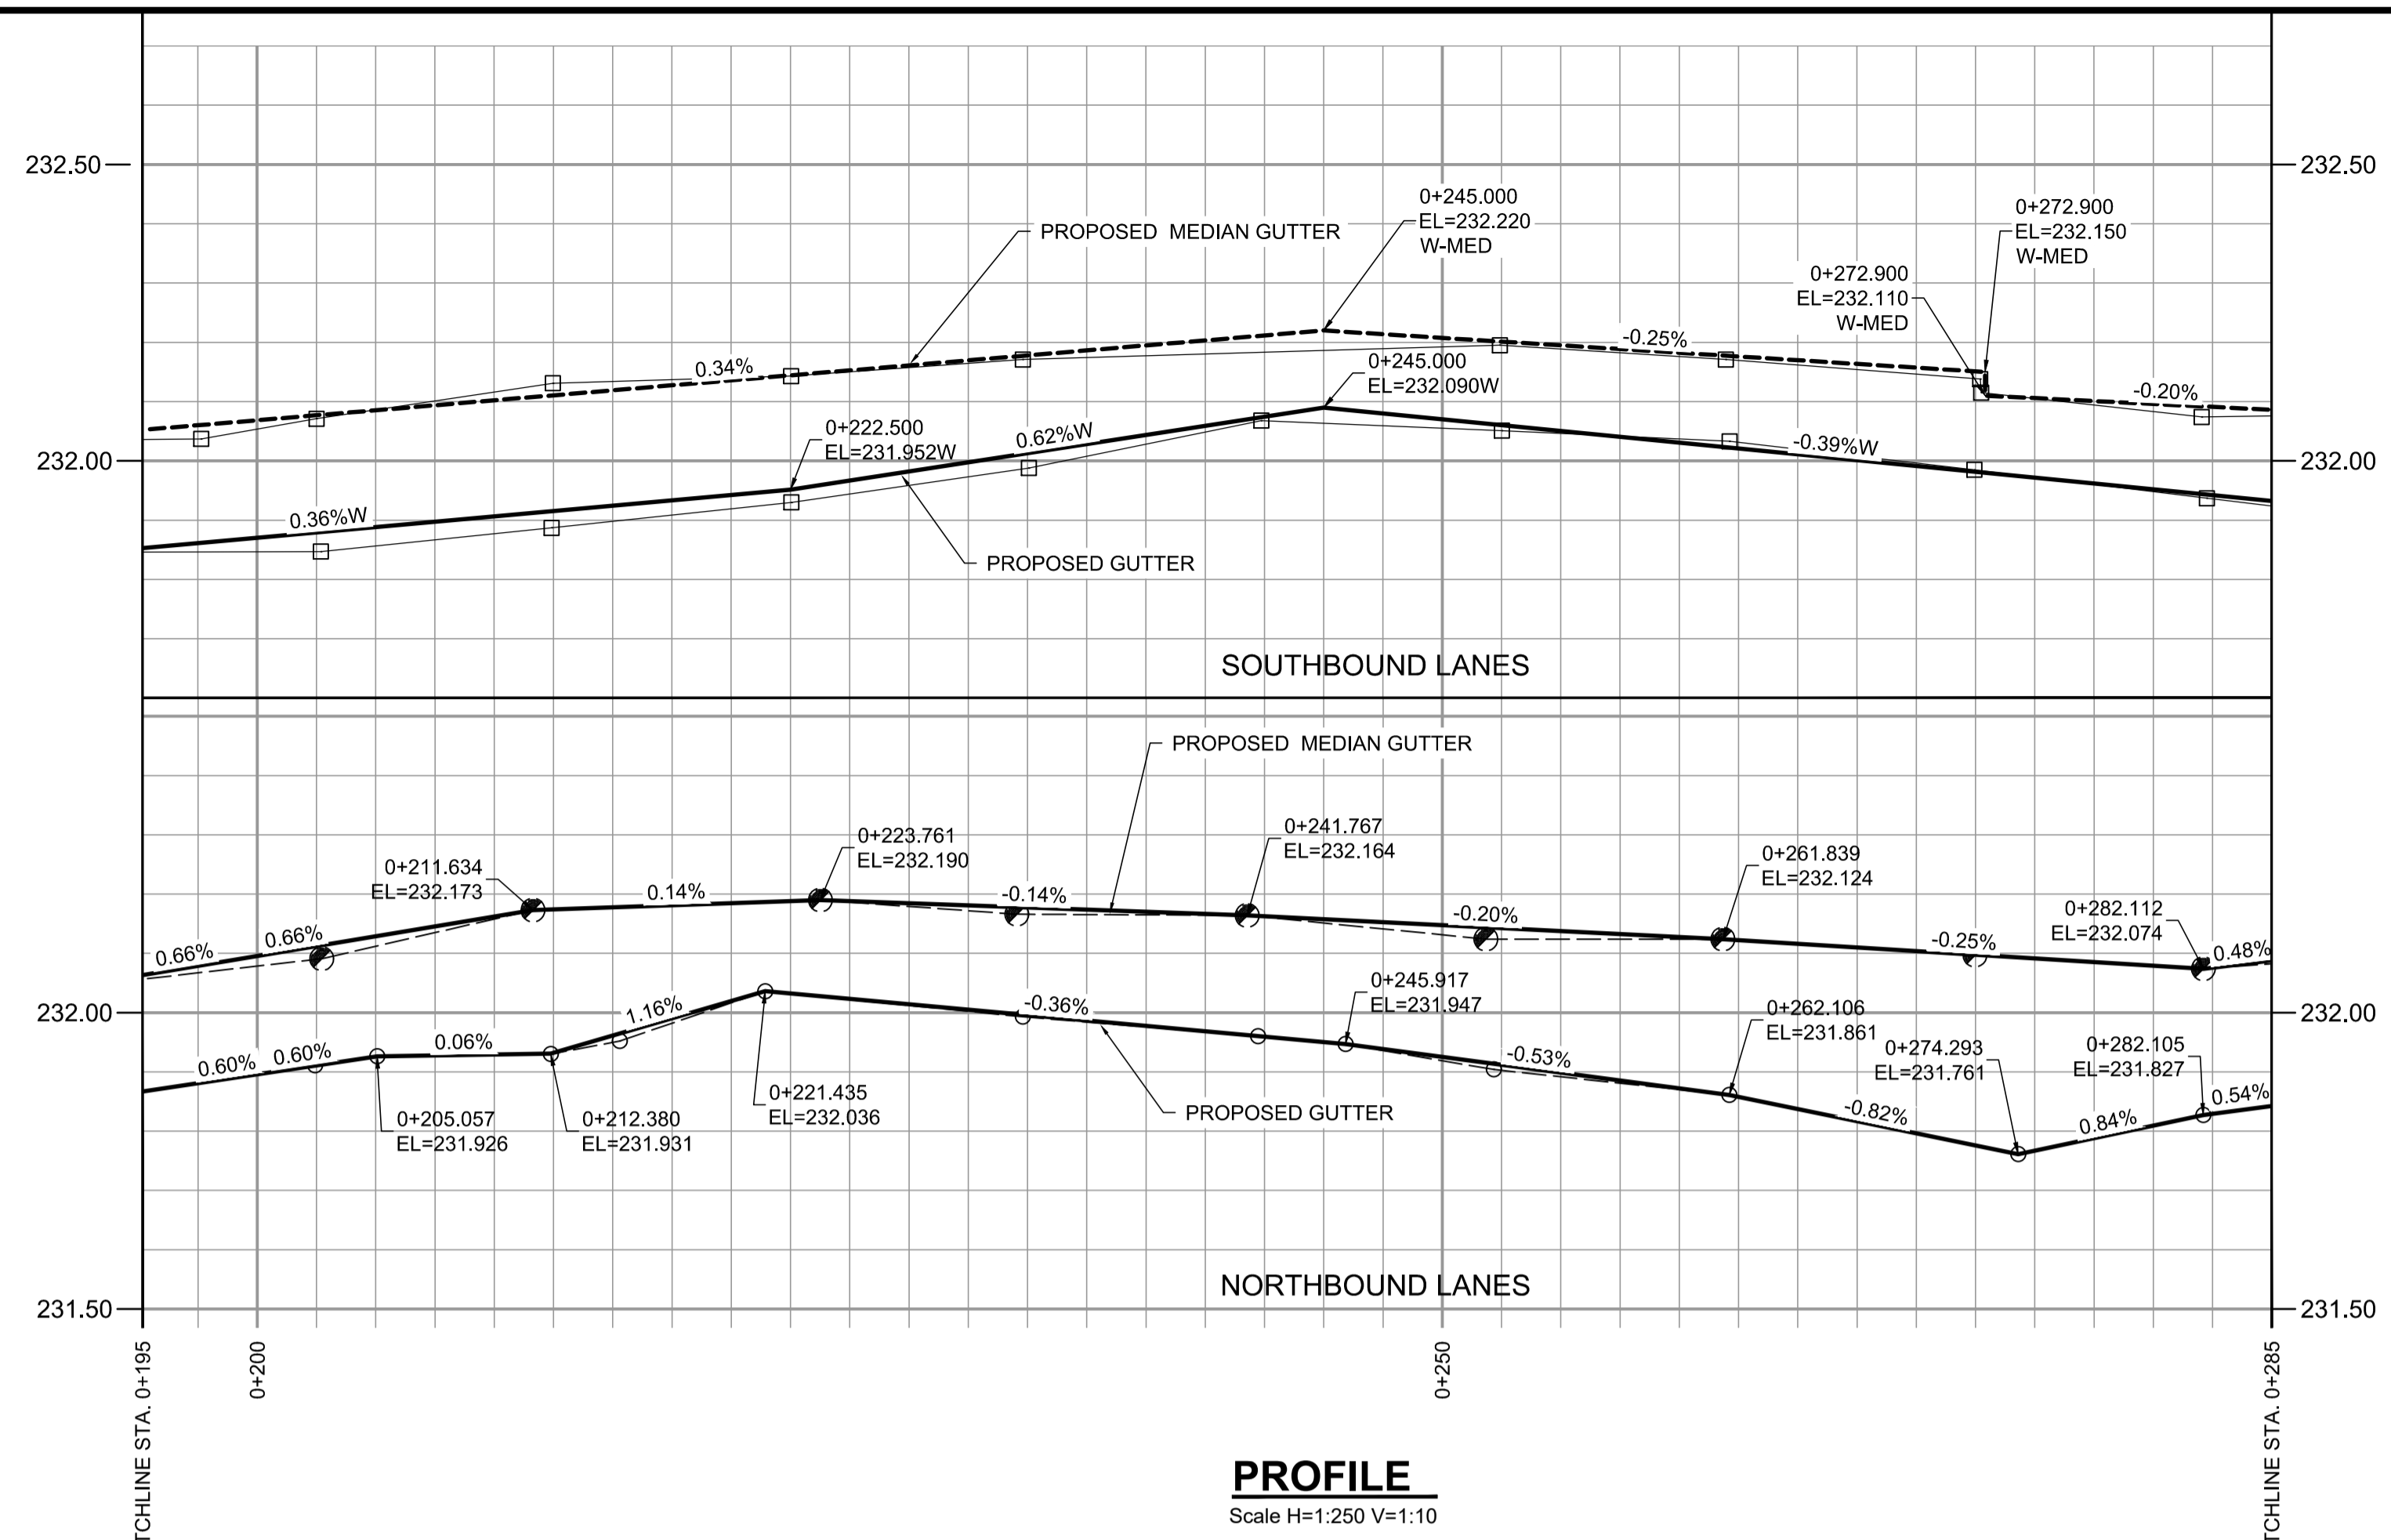 232.50
232.50
0+245.000
EL=232.220
W-MED
PROPOSED  MEDIAN GUTTER
0+272.900
EL=232.150
W-MED
0+272.900
EL=232.110
W-MED
-0.25%
0.34%
0+245.000
EL=232.090W
-0.20%
0+222.500
EL=231.952W
0.62%W
-0.39%W
232.00
232.00
0.36%W
PROPOSED GUTTER
SOUTHBOUND LANES
PROPOSED  MEDIAN GUTTER
0+211.634
EL=232.173
0.14%
0+223.761
EL=232.190
-0.14%
0+241.767
EL=232.164
-0.20%
0+261.839
EL=232.124
-0.25%
0+282.112
EL=232.074
0.48%
0.66%
0.66%
232.00
232.00
0.60%
0.60%
0.06%
1.16%
-0.36%
0+245.917
EL=231.947
-0.53%
0+262.106
EL=231.861
0+274.293
EL=231.761
0+282.105
EL=231.827
0.54%
-0.82%
0.84%
0+205.057
EL=231.926
0+212.380
EL=231.931
0+221.435
EL=232.036
PROPOSED GUTTER
NORTHBOUND LANES
231.50
231.50
TCHLINE STA. 0+195
0+200
0+250
TCHLINE STA. 0+285
PROFILE
Scale H=1:250 V=1:10